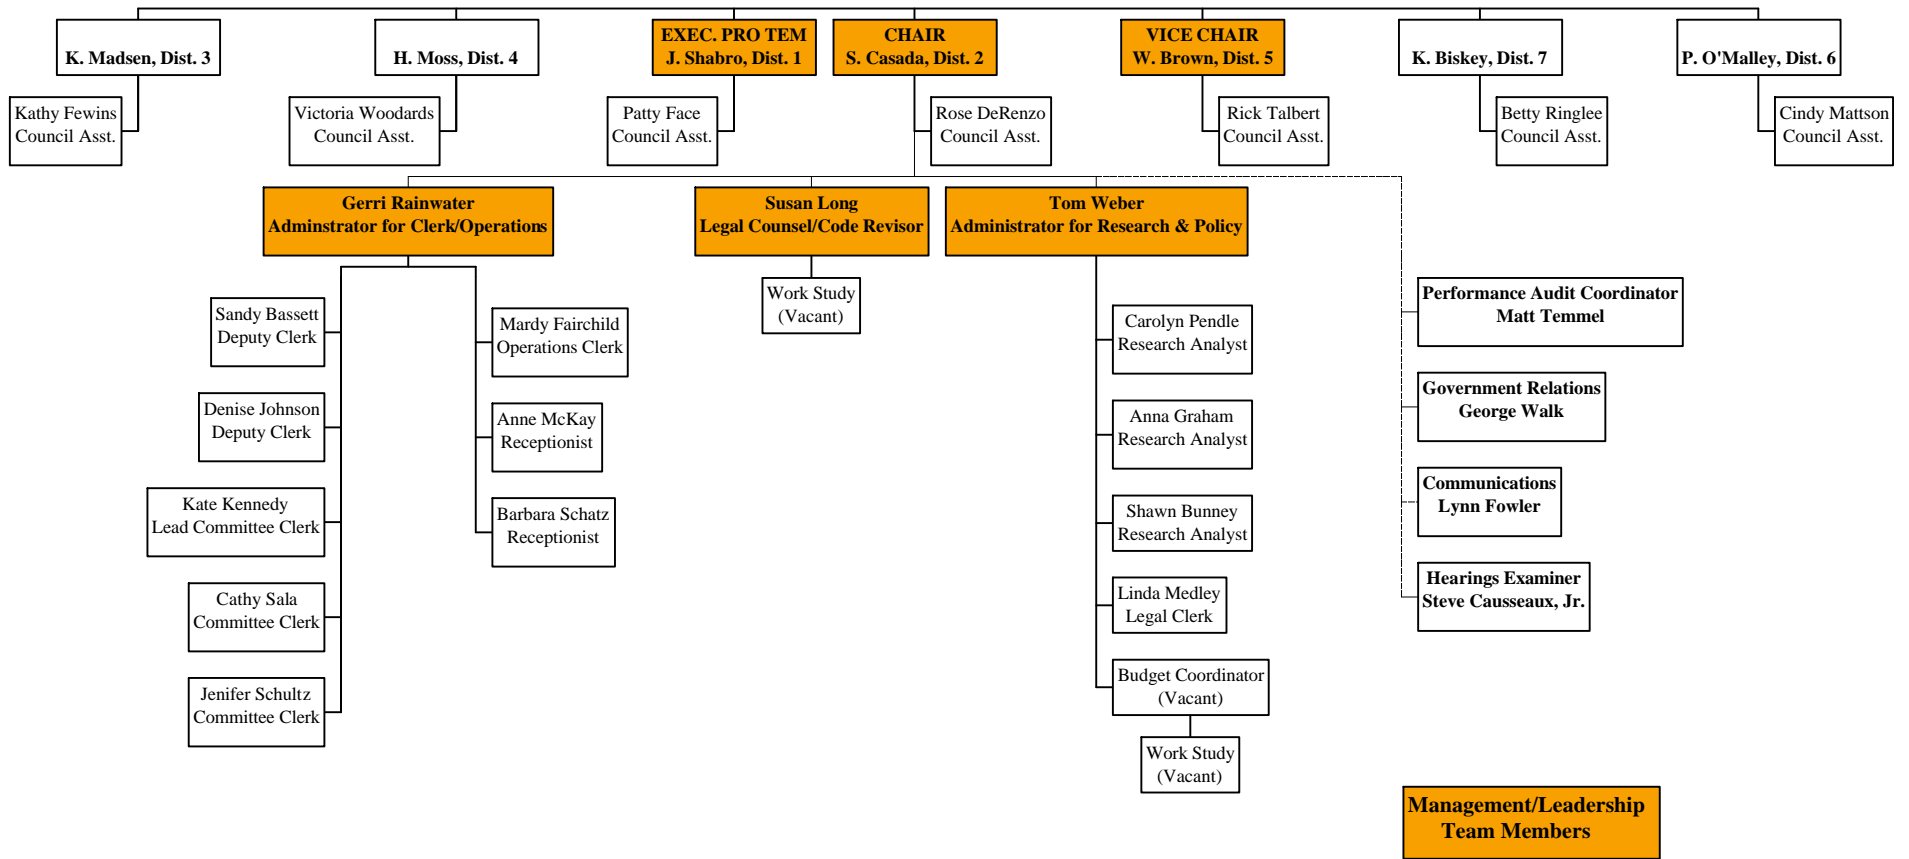 K. Madsen, Dist. 3
H. Moss, Dist. 4
EXEC. PRO TEM
J. Shabro, Dist. 1
CHAIR
S. Casada, Dist. 2
VICE CHAIR
W. Brown, Dist. 5
K. Biskey, Dist. 7
P. O'Malley, Dist. 6
Kathy Fewins
Council Asst.
Victoria Woodards
Council Asst.
Patty Face
Council Asst.
Rose DeRenzo
Council Asst.
Rick Talbert
Council Asst.
Betty Ringlee
Council Asst.
Cindy Mattson
Council Asst.
Gerri Rainwater
Adminstrator for Clerk/Operations
Susan Long
Legal Counsel/Code Revisor
Tom Weber
Administrator for Research & Policy
Sandy Bassett
Deputy Clerk
Denise Johnson
Deputy Clerk
Kate Kennedy
Lead Committee Clerk
Cathy Sala
Committee Clerk
Jenifer Schultz
Committee Clerk
Mardy Fairchild
Operations Clerk
Anne McKay
Receptionist
Barbara Schatz
Receptionist
Work Study
(Vacant)
Carolyn Pendle
Research Analyst
Anna Graham
Research Analyst
Shawn Bunney
Research Analyst
Linda Medley
Legal Clerk
Budget Coordinator
(Vacant)
Work Study
(Vacant)
Performance Audit Coordinator
Matt Temmel
Government Relations
George Walk
Communications
Lynn Fowler
Hearings Examiner
Steve Causseaux, Jr.
Management/Leadership
Team Members